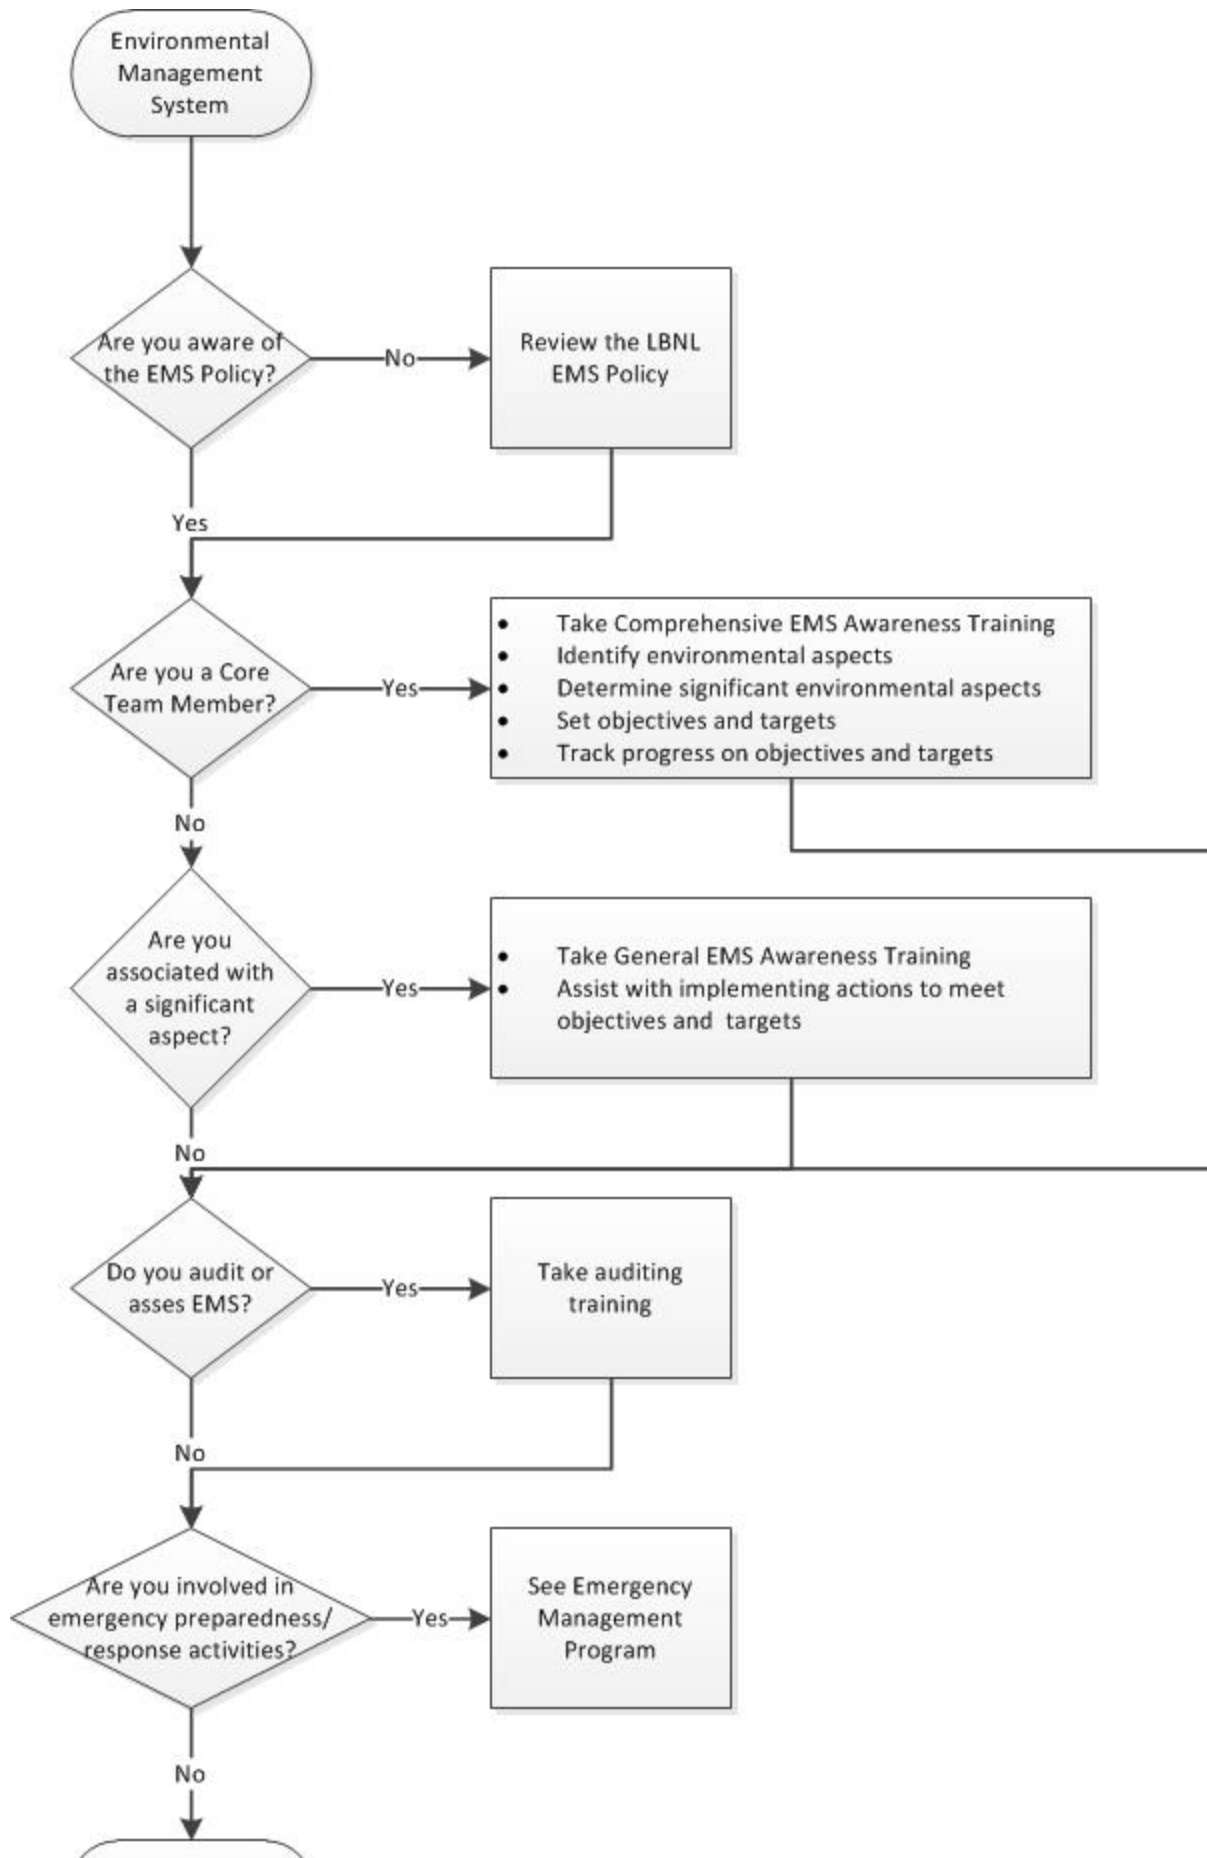 Environmental
Management
System
Are you aware of
the EMS Policy?
No
Review the LBNL
EMS Policy
Yes
Are you a Core
Team Member?
Yes
• Take Comprehensive EMS Awareness Training
• Identify environmental aspects
• Determine significant environmental aspects
• Set objectives and targets
• Track progress on objectives and targets
No
Are you
associated with
a significant
aspect?
Yes
• Take General EMS Awareness Training
• Assist with implementing actions to meet
objectives and targets
No
Do you audit or
asses EMS?
Yes
Take auditing
training
No
Are you involved in
emergency preparedness/
response activities?
Yes
See Emergency
Management
Program
No